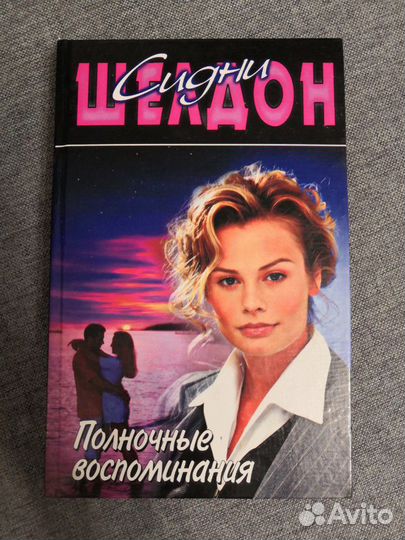 Сидни
ШЕЛДОН
Полночные
воспоминания
Avito